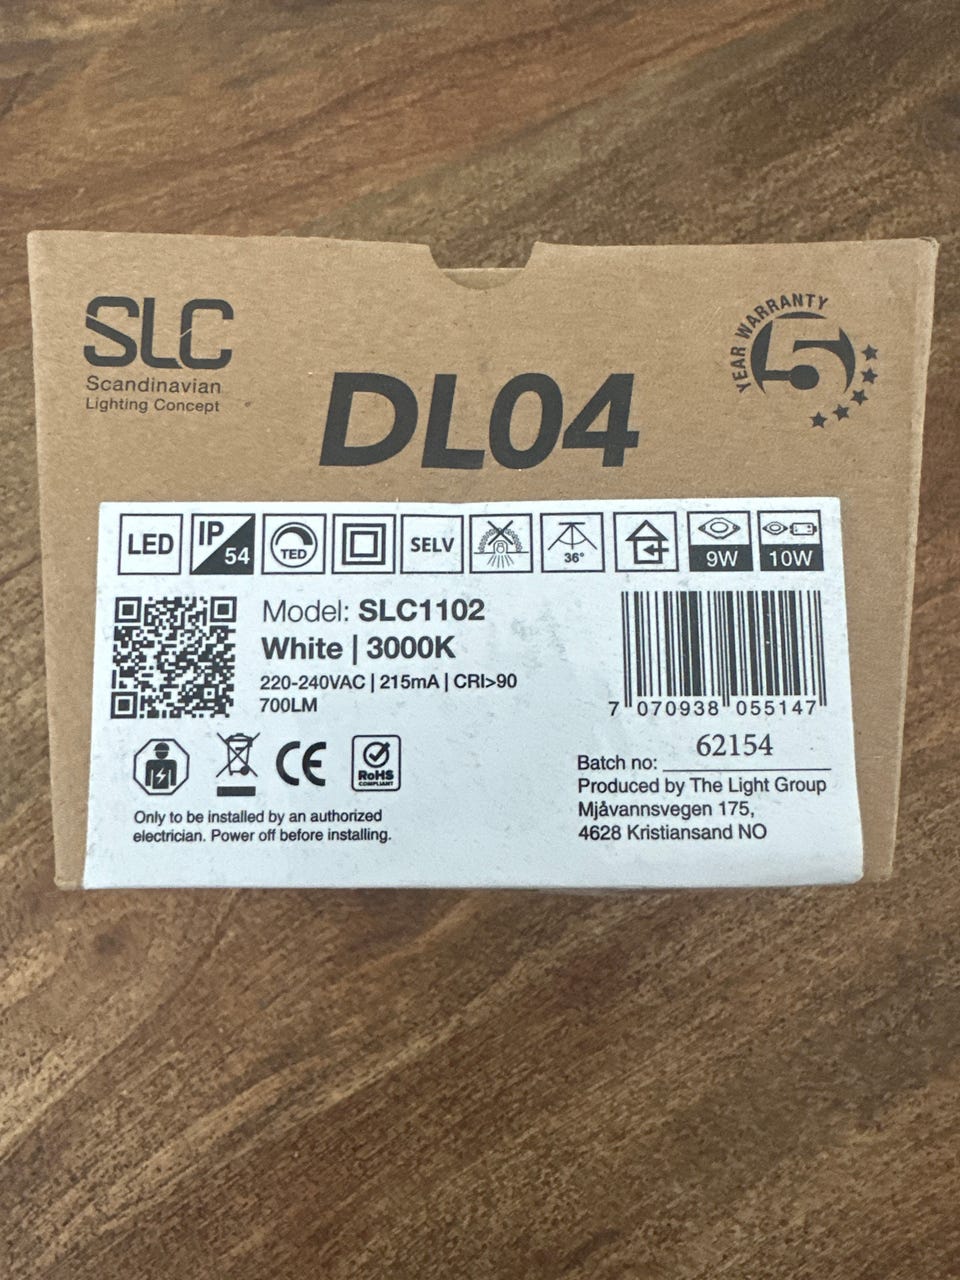 SLC
Scandinavian
Lighting Concept
DL04
5 YEAR WARRANTY
LED
IP 54
TED
SELV
36°
9W
10W
Model: SLC1102
White | 3000K
220-240VAC | 215mA | CRI>90
700LM
7 070938 055147
CE
RoHS
COMPLIANT
Only to be installed by an authorized
electrician. Power off before installing.
Batch no: 62154
Produced by The Light Group
Mjåvannsvegen 175,
4628 Kristiansand NO